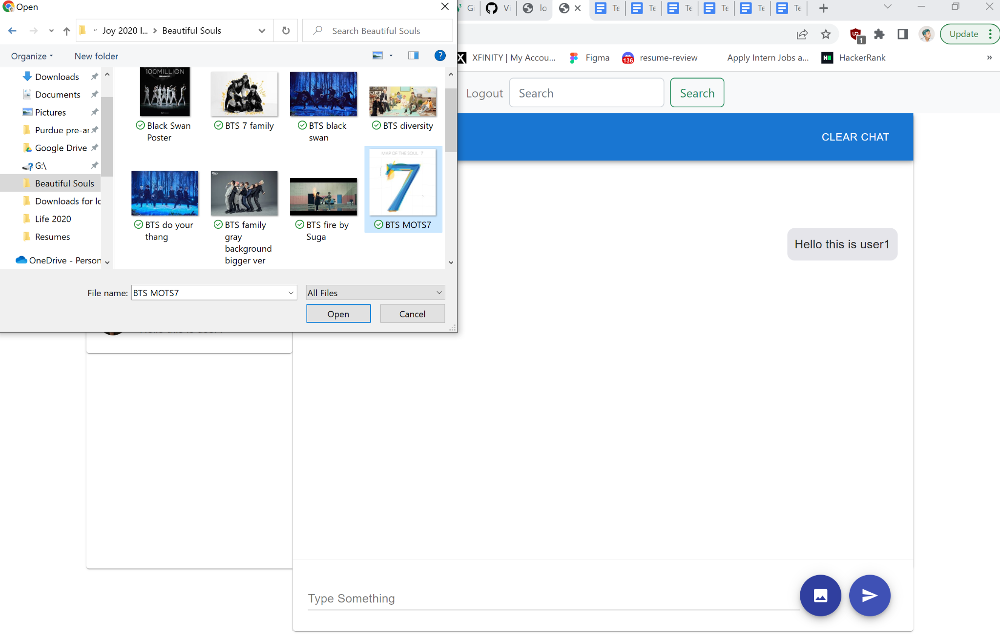 Open
« Joy 2020 l... > Beautiful Souls
Search Beautiful Souls
Organize
New folder
?
Downloads
Documents
Pictures
Purdue pre-ar
Google Drive
G:\
Beautiful Souls
Downloads for lc
Life 2020
Resumes
OneDrive - Person
100MILLION
Black Swan
Poster
BTS 7 family
BTS black
swan
BTS diversity
BTS do your
thang
BTS family
gray
background
bigger ver
BTS fire by
Suga
MAP OF THE SOUL 7
7
BTS MOTS7
File name: BTS MOTS7
All Files
Open
Cancel
Gi
Vi
lo
Te
Te
Te
Te
Te
Te
1
Update
XFINITY | My Accou...
Figma
136
resume-review
Apply Intern Jobs a...
HackerRank
»
Logout
Search
Search
CLEAR CHAT
Hello this is user1
Type Something